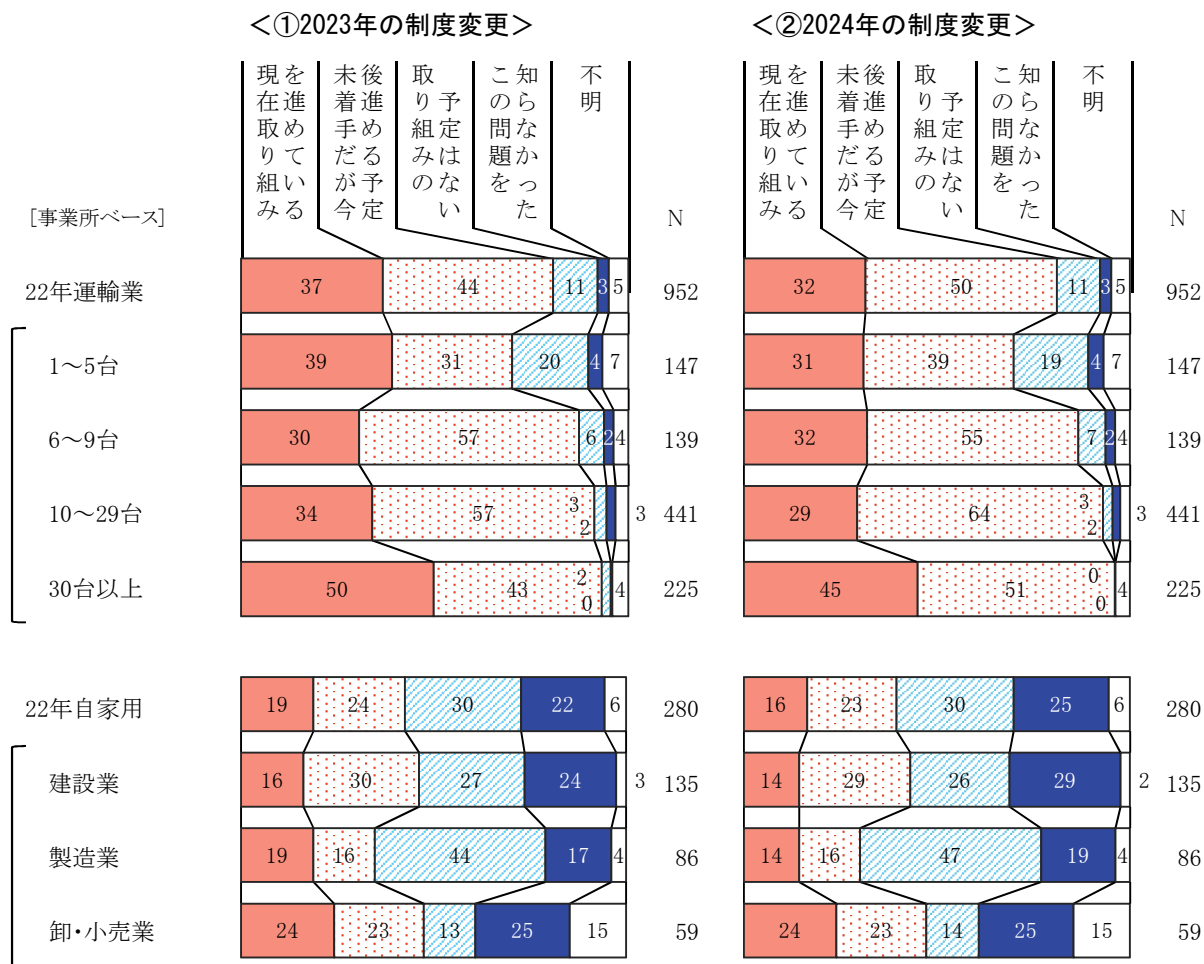 ＜①2023年の制度変更＞
＜②2024年の制度変更＞
現在取り組み
を進めている
未着手だが今
後進める予定
取り組みの
予定はない
この問題を
知らなかった
不明
現在取り組み
を進めている
未着手だが今
後進める予定
取り組みの
予定はない
この問題を
知らなかった
不明
[事業所ベース] N N
22年運輸業 37 44 11 3 5 952 32 50 11 3 5 952
1～5台 39 31 20 4 7 147 31 39 19 4 7 147
6～9台 30 57 6 2 4 139 32 55 7 2 4 139
10～29台 34 57 3 2 3 441 29 64 3 2 3 441
30台以上 50 43 2 0 4 225 45 51 0 0 4 225
22年自家用 19 24 30 22 6 280 16 23 30 25 6 280
建設業 16 30 27 24 3 135 14 29 26 29 2 135
製造業 19 16 44 17 4 86 14 16 47 19 4 86
卸・小売業 24 23 13 25 15 59 24 23 14 25 15 59